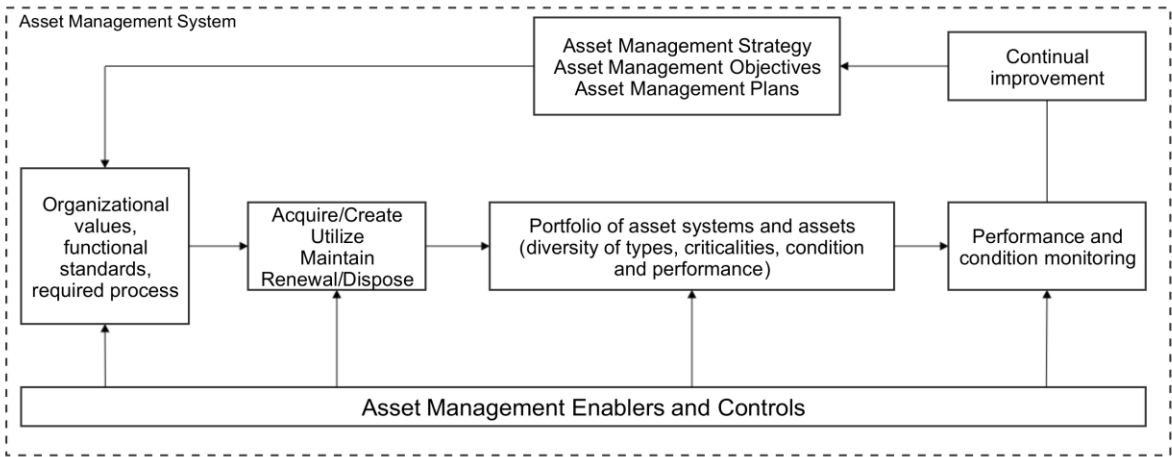 Asset Management System
Asset Management Strategy
Asset Management Objectives
Asset Management Plans
Continual
improvement
Organizational
values,
functional
standards,
required process
Acquire/Create
Utilize
Maintain
Renewal/Dispose
Portfolio of asset systems and assets
(diversity of types, criticalities, condition
and performance)
Performance and
condition monitoring
Asset Management Enablers and Controls